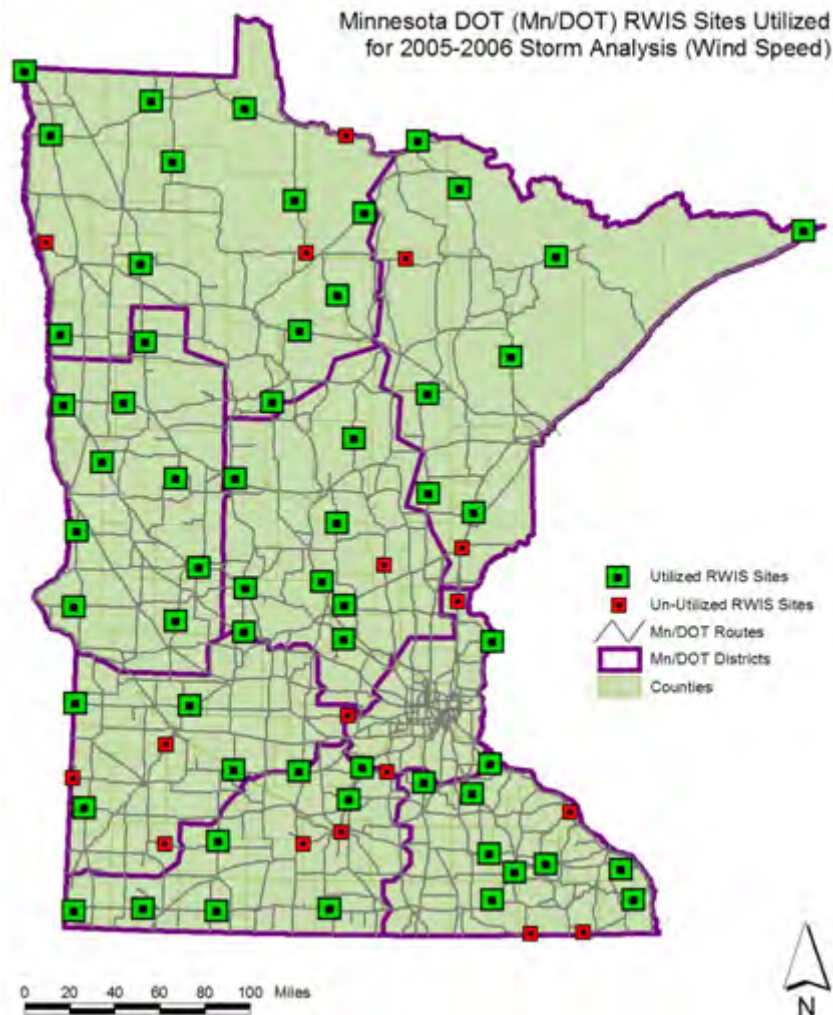 Minnesota DOT (Mn/DOT) RWIS Sites Utilized
for 2005-2006 Storm Analysis (Wind Speed)
Utilized RWIS Sites
Un-Utilized RWIS Sites
Mn/DOT Routes
Mn/DOT Districts
Counties
0 20 40 60 80 100 Miles
N